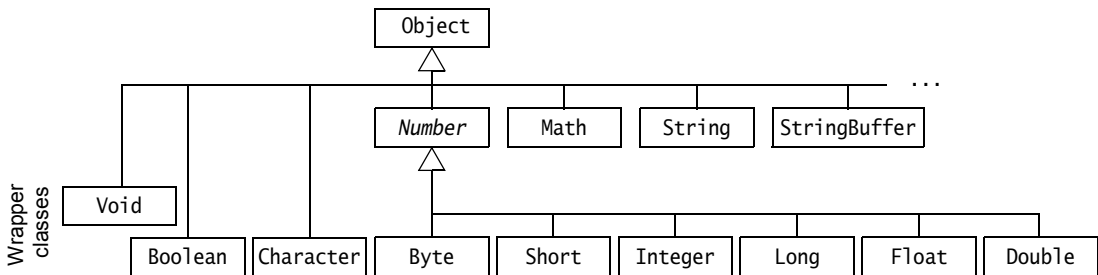 Object
...
Number
Math
String
StringBuffer
Wrapper
classes
Void
Boolean
Character
Byte
Short
Integer
Long
Float
Double